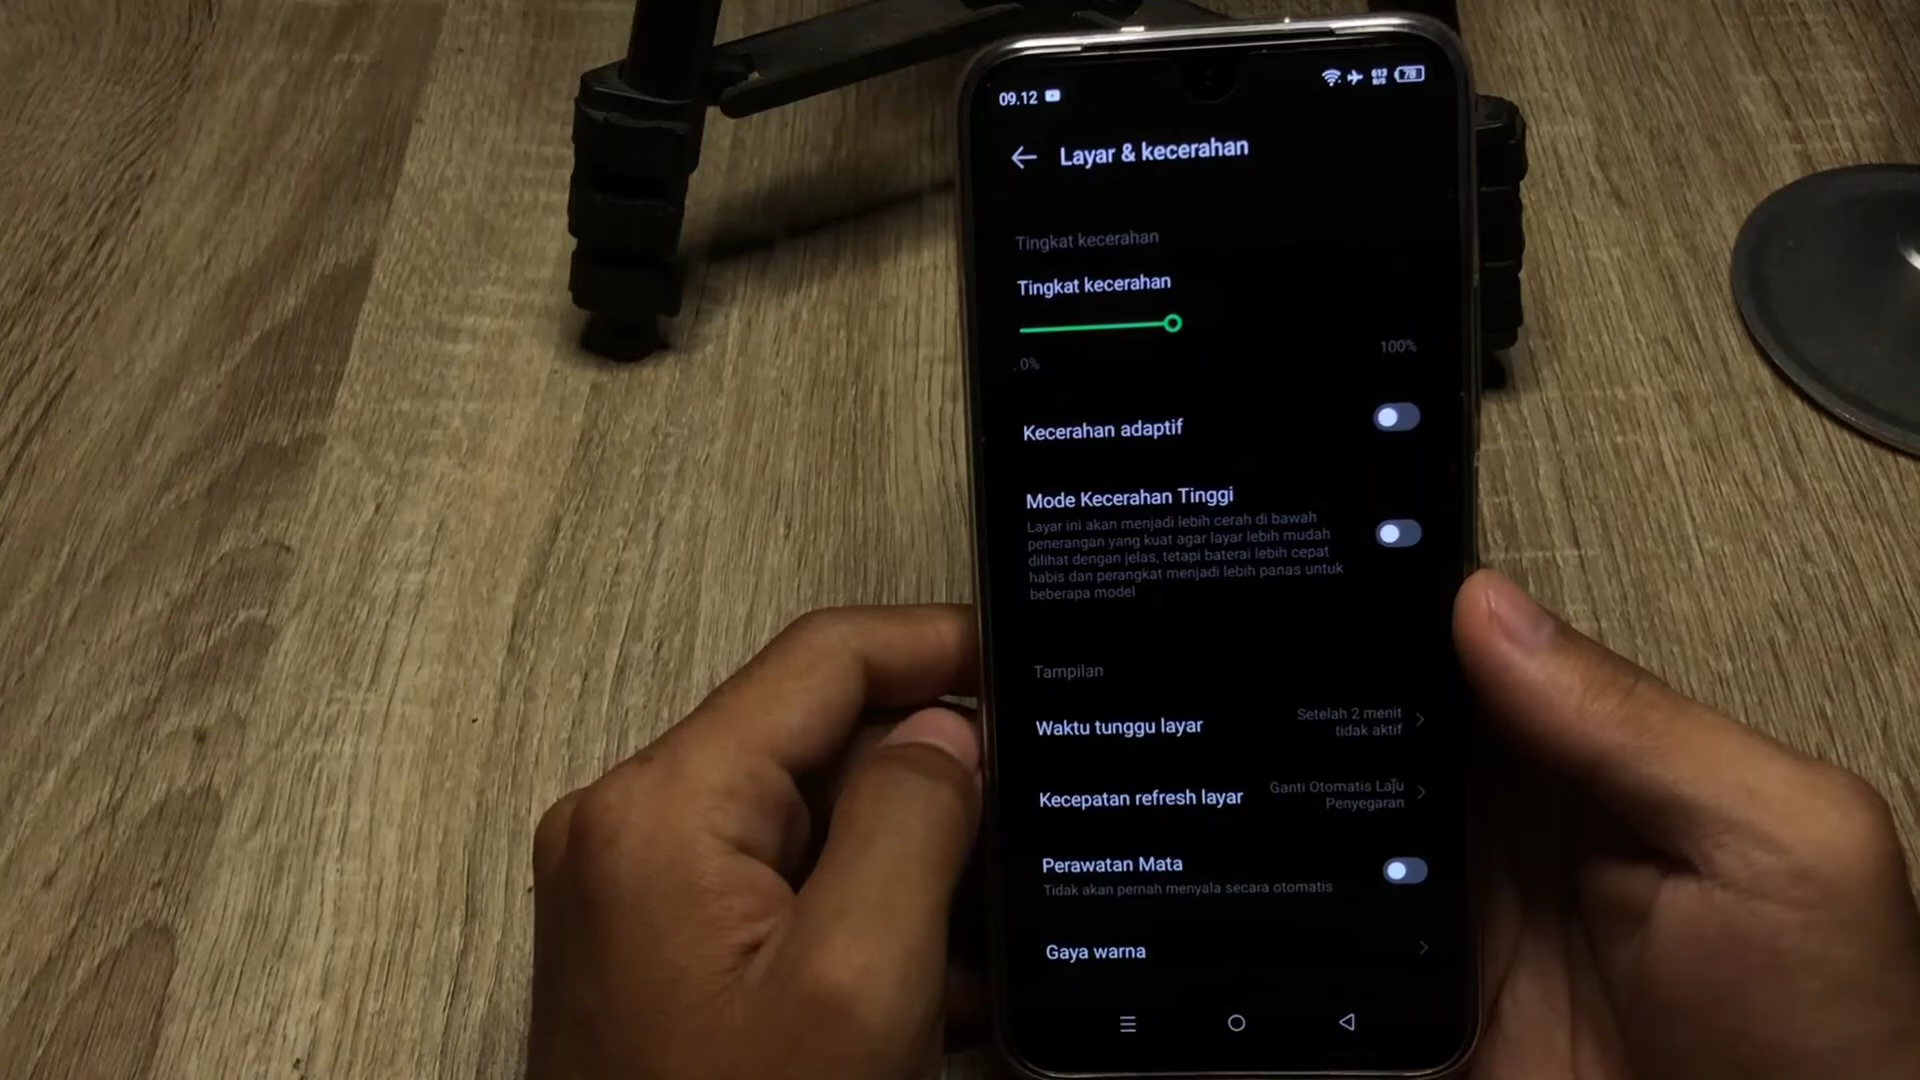 09.12
613
B/S
78
Layar & kecerahan
Tingkat kecerahan
Tingkat kecerahan
0%
100%
Kecerahan adaptif
Mode Kecerahan Tinggi
Layar ini akan menjadi lebih cerah di bawah
penerangan yang kuat agar layar lebih mudah
dilihat dengan jelas, tetapi baterai lebih cepat
habis dan perangkat menjadi lebih panas untuk
beberapa model
Tampilan
Waktu tunggu layar
Setelah 2 menit
tidak aktif
Kecepatan refresh layar
Ganti Otomatis Laju
Penyegaran
Perawatan Mata
Tidak akan pernah menyala secara otomatis
Gaya warna